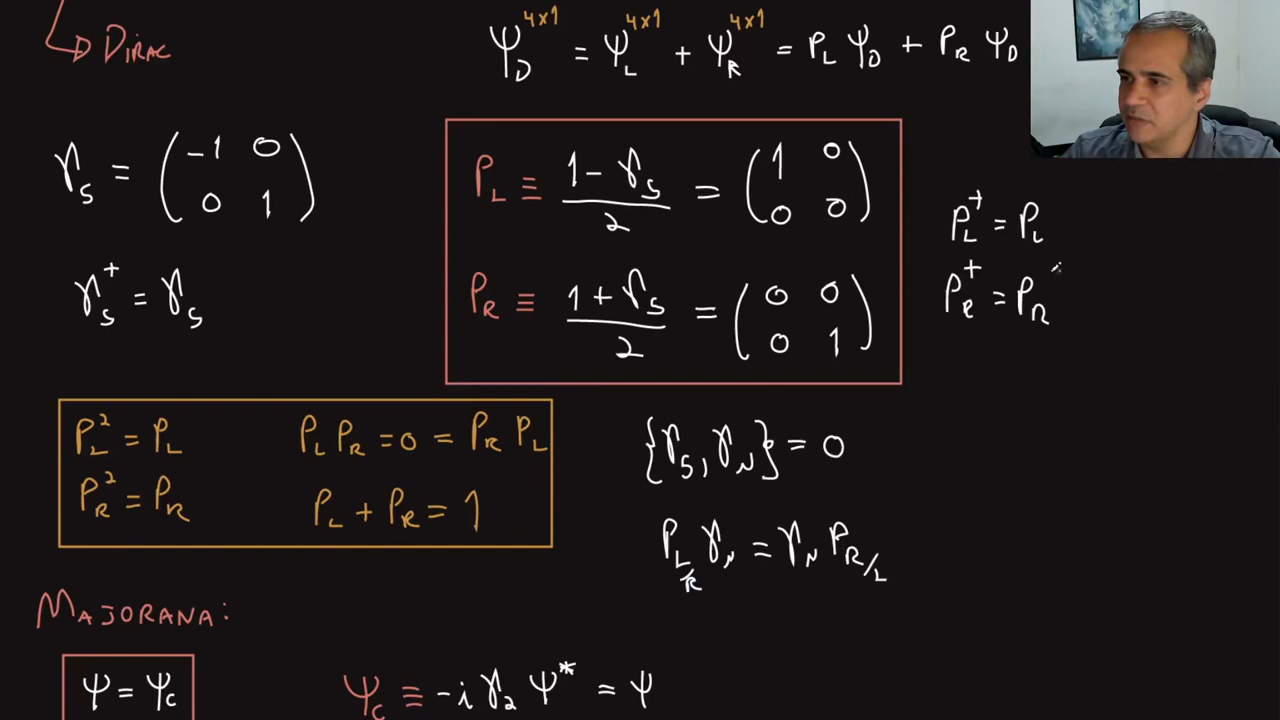 ↳ DIRAC
Ψ_D^{4×1} = Ψ_L^{4×1} + Ψ_R^{4×1} = P_L Ψ_D + P_R Ψ_D
γ_5 = ( -1 0 ; 0 1 )
γ_5^+ = γ_5
P_L ≡ (1 - γ_5)/2 = ( 1 0 ; 0 0 )
P_R ≡ (1 + γ_5)/2 = ( 0 0 ; 0 1 )
P_L^+ = P_L
P_R^+ = P_R
P_L^2 = P_L
P_R^2 = P_R
P_L P_R = 0 = P_R P_L
P_L + P_R = 1
{γ_5, γ_μ} = 0
P_{L/R} γ_μ = γ_μ P_{R/L}
MAJORANA:
Ψ = Ψ_C
Ψ_C ≡ -i γ_2 Ψ^* = Ψ